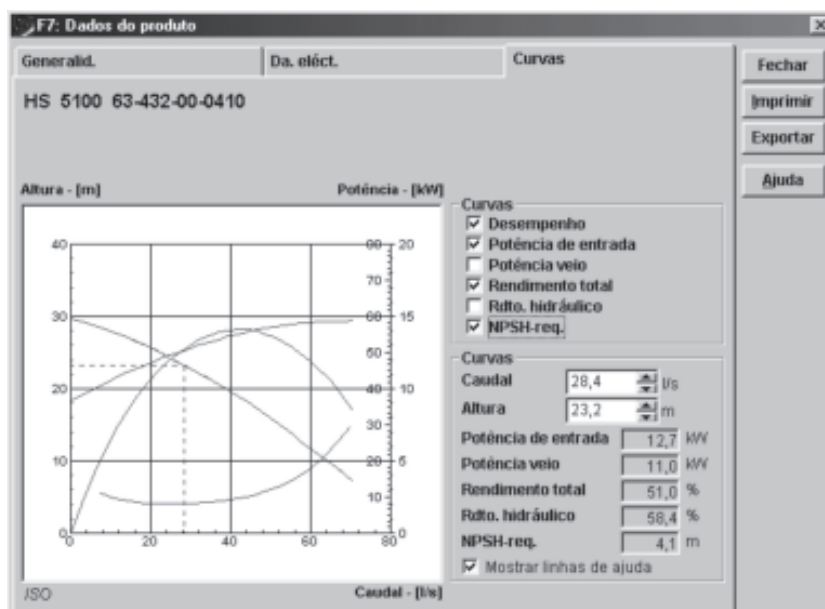 F7: Dados do produto
Generalid.
Da. eléct.
Curvas
Fechar
Imprimir
Exportar
Ajuda
HS 5100 63-432-00-0410
Altura - [m]
Potência - [kW]
40
30
20
10
0
80
70
60
50
40
30
20
10
20
15
10
5
0
0
20
40
60
80
ISO
Caudal - [l/s]
Curvas
Desempenho
Potência de entrada
Potência veio
Rendimento total
Rdto. hidráulico
NPSH-req.
Curvas
Caudal 28,4 l/s
Altura 23,2 m
Potência de entrada 12,7 kW
Potência veio 11,0 kW
Rendimento total 51,0 %
Rdto. hidráulico 58,4 %
NPSH-req. 4,1 m
Mostrar linhas de ajuda